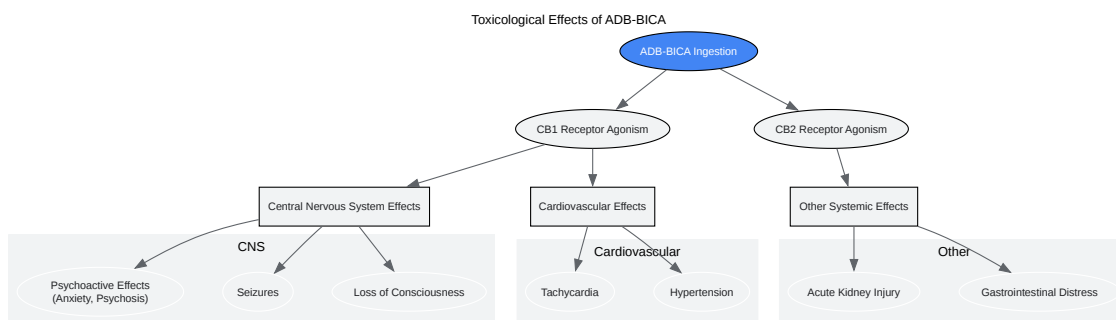 Toxicological Effects of ADB-BICA
ADB-BICA Ingestion
CB1 Receptor Agonism
CB2 Receptor Agonism
Central Nervous System Effects
Cardiovascular Effects
Other Systemic Effects
CNS
Cardiovascular
Other
Psychoactive Effects
(Anxiety, Psychosis)
Seizures
Loss of Consciousness
Tachycardia
Hypertension
Acute Kidney Injury
Gastrointestinal Distress